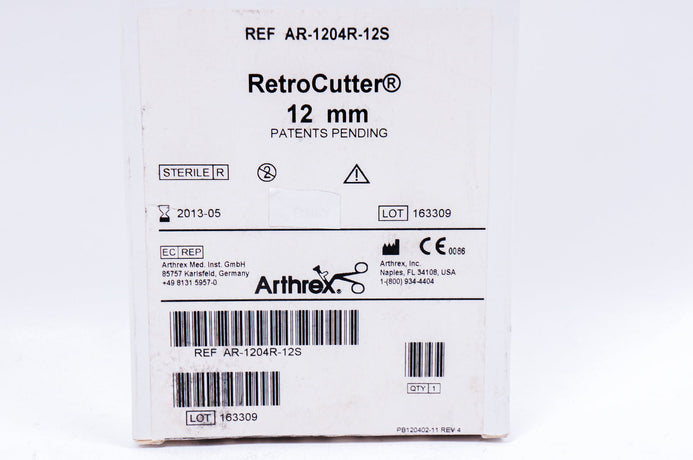 REF AR-1204R-12S
RetroCutter®
12 mm
PATENTS PENDING
STERILE R
2
2013-05
LOT 163309
EC REP
Arthrex Med. Inst. GmbH
85757 Karlsfeld, Germany
+49 8131 5957-0
Arthrex®
CE 0086
Arthrex, Inc.
Naples, FL 34108, USA
1-(800) 934-4404
REF AR-1204R-12S
LOT 163309
QTY 1
PB120402-11 REV 4